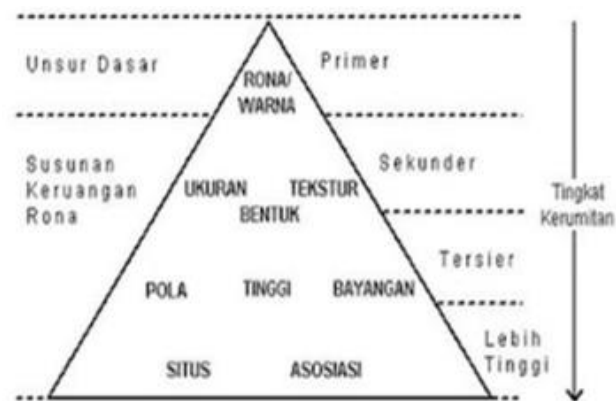 Unsur Dasar
Primer
RONA/
WARNA
Susunan
Keruangan
Rona
Sekunder
UKURAN TEKSTUR
BENTUK
Tingkat
Kerumitan
Tersier
POLA TINGGI BAYANGAN
Lebih
Tinggi
SITUS ASOSIASI